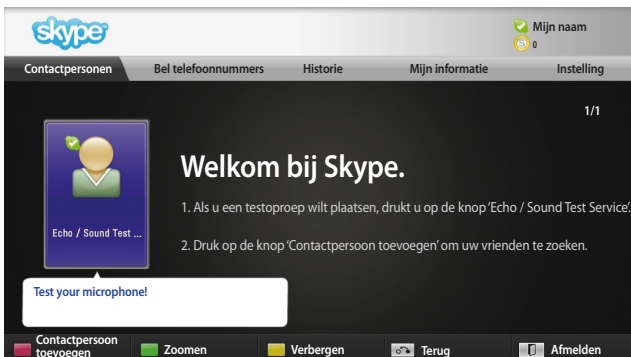 skype
Mijn naam
0
Contactpersonen
Bel telefoonnummers
Historie
Mijn informatie
Instelling
1/1
Welkom bij Skype.
1. Als u een testoproep wilt plaatsen, drukt u op de knop 'Echo / Sound Test Service'.
2. Druk op de knop 'Contactpersoon toevoegen' om uw vrienden te zoeken.
Echo / Sound Test ...
Test your microphone!
Contactpersoon
toevoegen
Zoomen
Verbergen
Terug
Afmelden